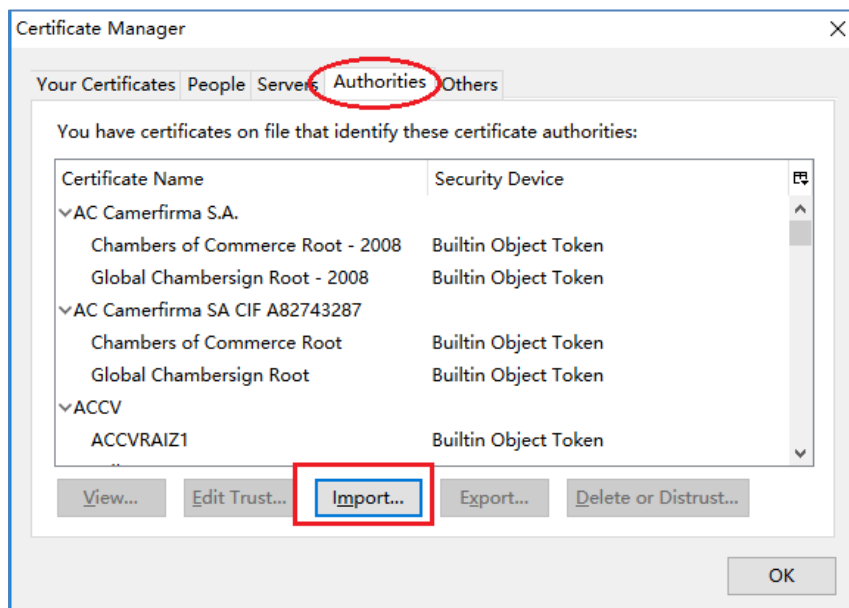 Certificate Manager
Your Certificates People Servers Authorities Others
You have certificates on file that identify these certificate authorities:
Certificate Name Security Device
AC Camerfirma S.A.
Chambers of Commerce Root - 2008 Builtin Object Token
Global Chambersign Root - 2008 Builtin Object Token
AC Camerfirma SA CIF A82743287
Chambers of Commerce Root Builtin Object Token
Global Chambersign Root Builtin Object Token
ACCV
ACCVRAIZ1 Builtin Object Token
View... Edit Trust... Import... Export... Delete or Distrust...
OK